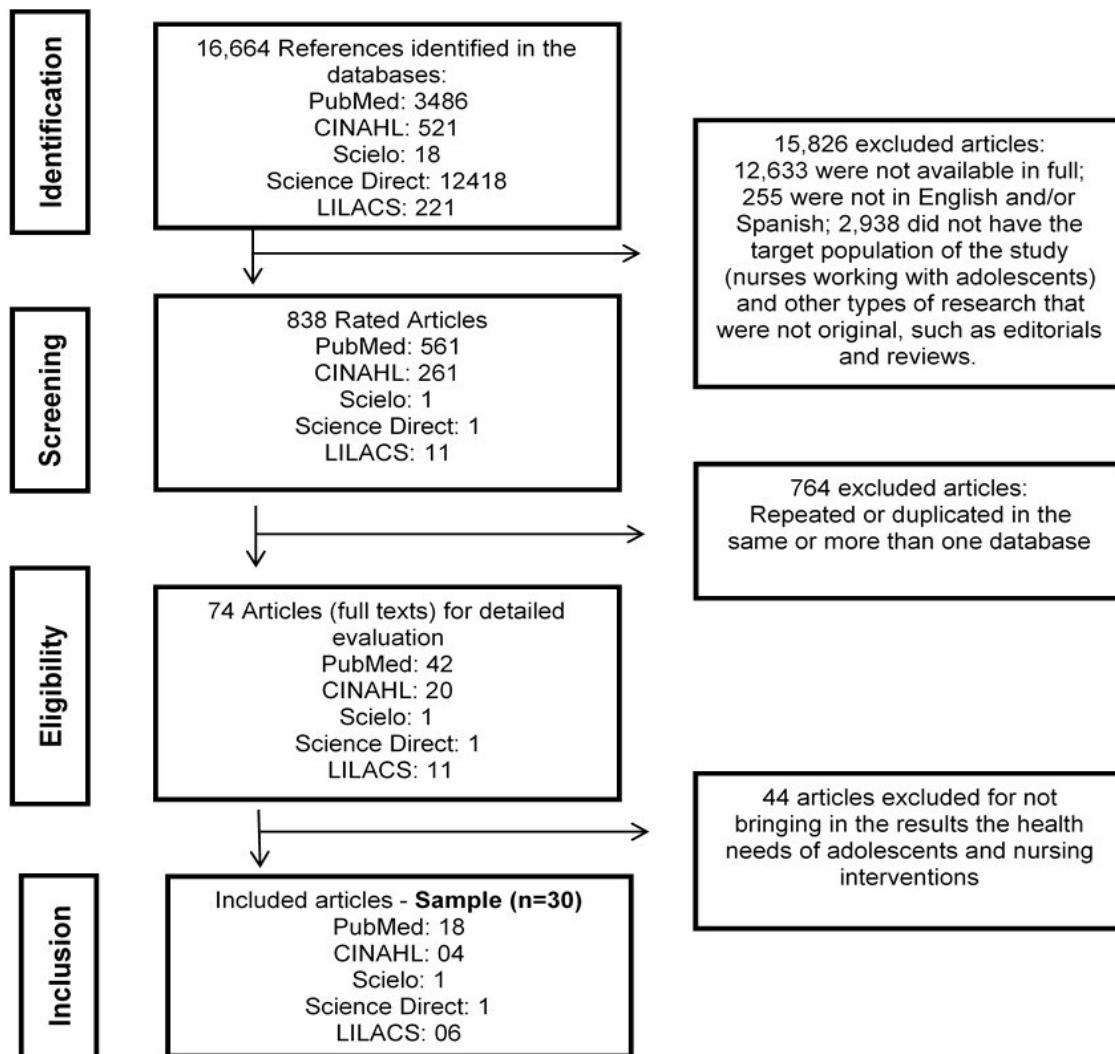 Identification
16,664 References identified in the
databases:
PubMed: 3486
CINAHL: 521
Scielo: 18
Science Direct: 12418
LILACS: 221
15,826 excluded articles:
12,633 were not available in full;
255 were not in English and/or
Spanish; 2,938 did not have the
target population of the study
(nurses working with adolescents)
and other types of research that
were not original, such as editorials
and reviews.
Screening
838 Rated Articles
PubMed: 561
CINAHL: 261
Scielo: 1
Science Direct: 1
LILACS: 11
764 excluded articles:
Repeated or duplicated in the
same or more than one database
Eligibility
74 Articles (full texts) for detailed
evaluation
PubMed: 42
CINAHL: 20
Scielo: 1
Science Direct: 1
LILACS: 11
44 articles excluded for not
bringing in the results the health
needs of adolescents and nursing
interventions
Inclusion
Included articles - Sample (n=30)
PubMed: 18
CINAHL: 04
Scielo: 1
Science Direct: 1
LILACS: 06